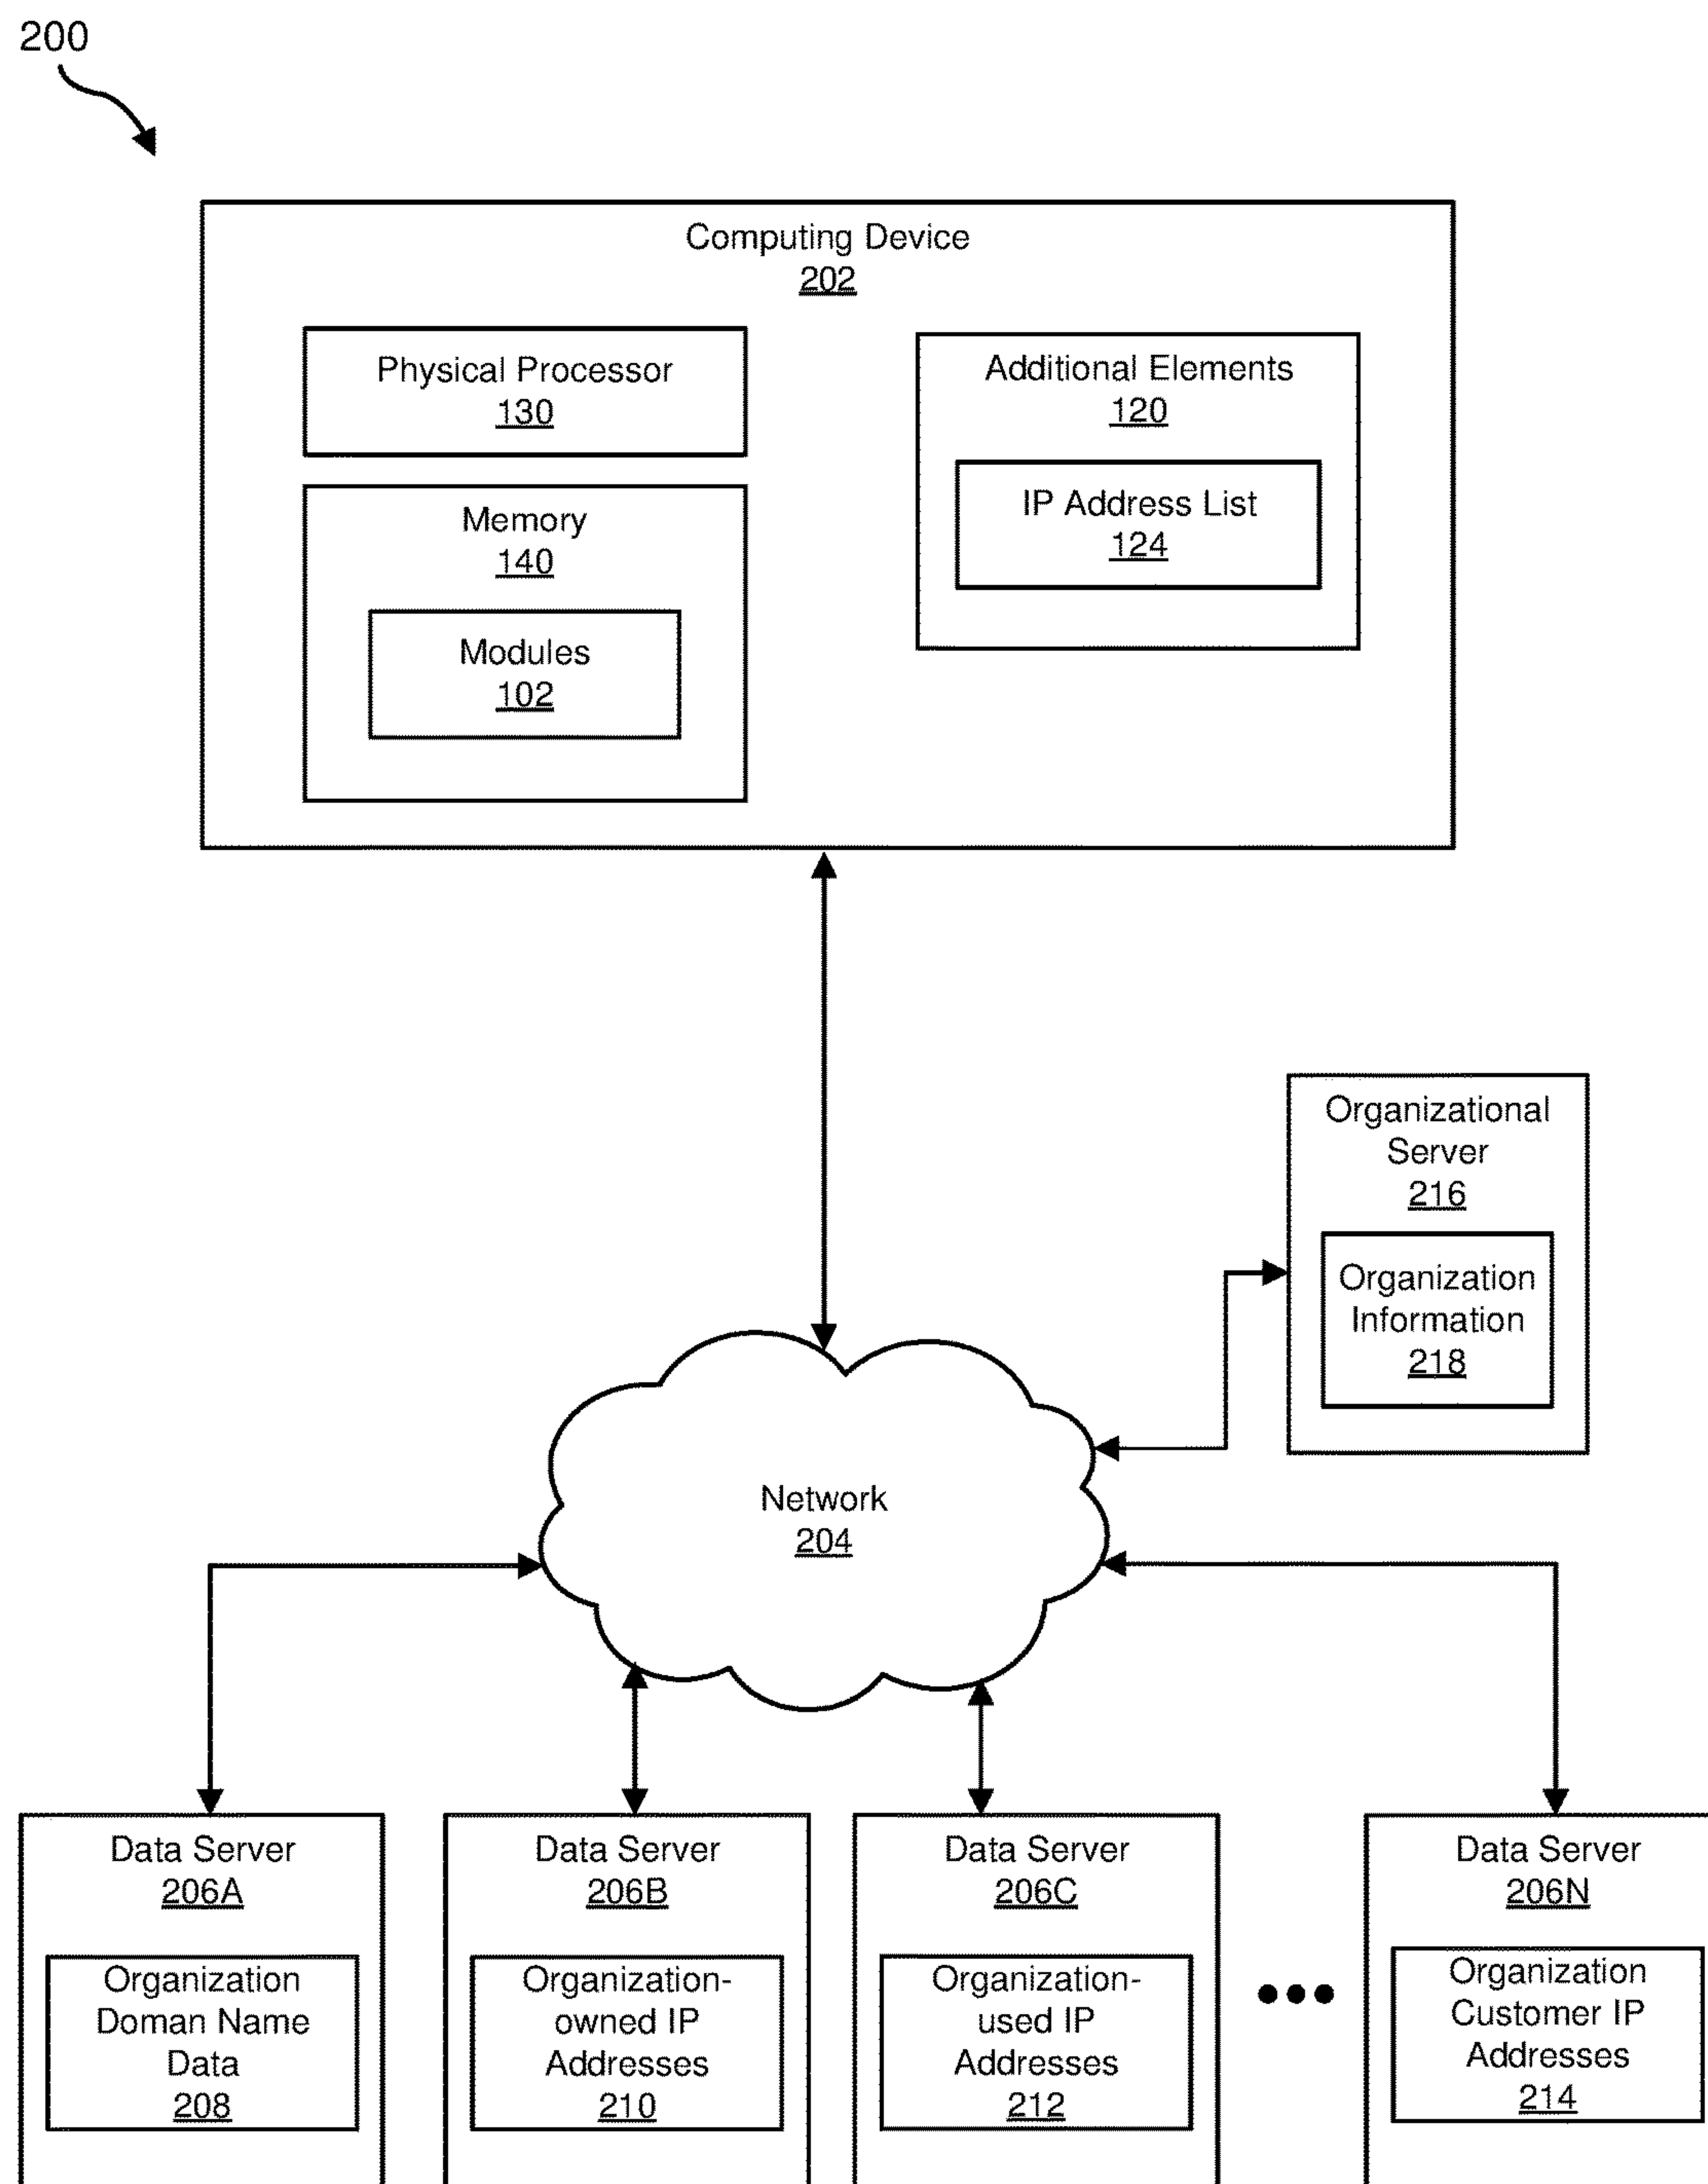 200
Computing Device
202
Physical Processor
130
Additional Elements
120
IP Address List
124
Memory
140
Modules
102
Organizational
Server
216
Organization
Information
218
Network
204
Data Server
206A
Organization
Doman Name
Data
208
Data Server
206B
Organization-
owned IP
Addresses
210
Data Server
206C
Organization-
used IP
Addresses
212
Data Server
206N
Organization
Customer IP
Addresses
214